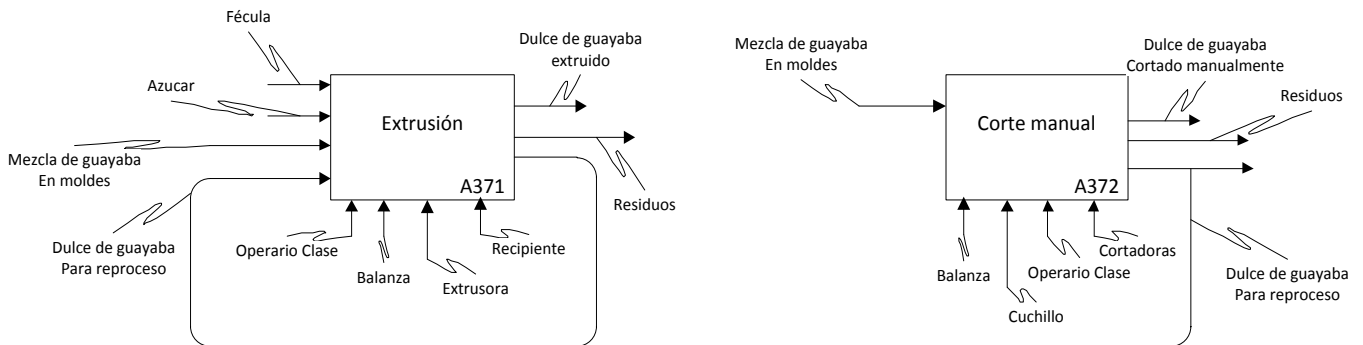 Fécula
Azucar
Mezcla de guayaba
En moldes
Dulce de guayaba
Para reproceso
Extrusión
A371
Dulce de guayaba
extruido
Residuos
Operario Clase
Balanza
Extrusora
Recipiente
Mezcla de guayaba
En moldes
Corte manual
A372
Dulce de guayaba
Cortado manualmente
Residuos
Balanza
Cuchillo
Operario Clase
Cortadoras
Dulce de guayaba
Para reproceso